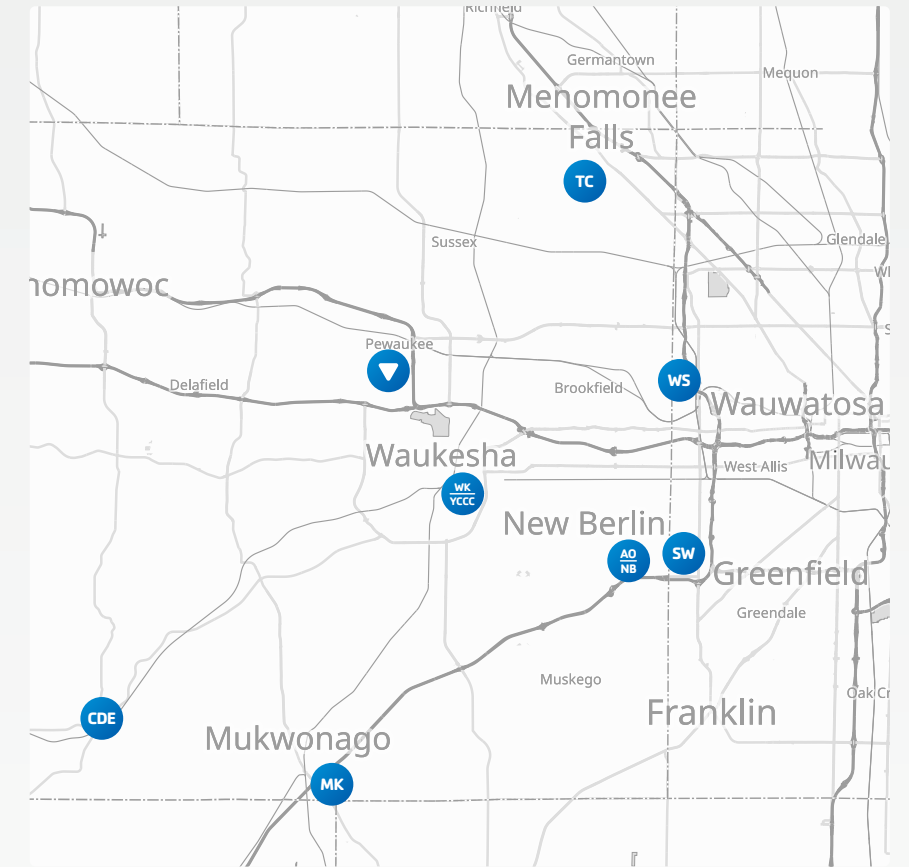 Richfield
Germantown
Mequon
Menomonee
Falls
TC
Sussex
Glendale
nomowoc
Pewaukee
Delafield
Brookfield
WS
Wauwatosa
Waukesha
West Allis
Milwau
WK
YCCC
New Berlin
AO
NB
SW
Greenfield
Greendale
Muskego
Oak Cr
Franklin
CDE
Mukwonago
MK